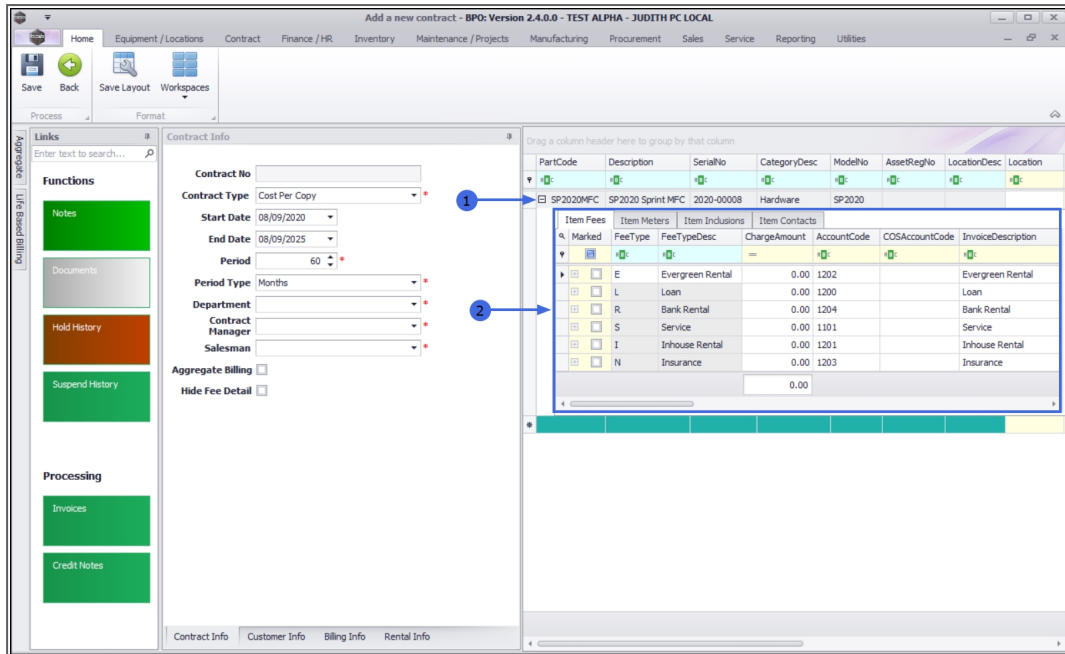 Add a new contract - BPO: Version 2.4.0.0 - TEST ALPHA - JUDITH PC LOCAL
Home Equipment / Locations Contract Finance / HR Inventory Maintenance / Projects Manufacturing Procurement Sales Service Reporting Utilities
Save Back Save Layout Workspaces
Process Format
Links
Enter text to search...
Functions
Notes
Documents
Hold History
Suspend History
Processing
Invoices
Credit Notes
Aggregate
Life Based Billing
Contract Info
Contract No
Contract Type Cost Per Copy *
Start Date 08/09/2020
End Date 08/09/2025
Period 60 *
Period Type Months *
Department *
Contract
Manager *
Salesman *
Aggregate Billing
Hide Fee Detail
Contract Info Customer Info Billing Info Rental Info
Drag a column header here to group by that column
PartCode Description SerialNo CategoryDesc ModelNo AssetRegNo LocationDesc Location
1
SP2020MFC SP2020 Sprint MFC 2020-00008 Hardware SP2020
Item Fees Item Meters Item Inclusions Item Contacts
Marked FeeType FeeTypeDesc ChargeAmount AccountCode COSAccountCode InvoiceDescription
=
E Evergreen Rental 0.00 1202 Evergreen Rental
L Loan 0.00 1200 Loan
2
R Bank Rental 0.00 1204 Bank Rental
S Service 0.00 1101 Service
I Inhouse Rental 0.00 1201 Inhouse Rental
N Insurance 0.00 1203 Insurance
0.00